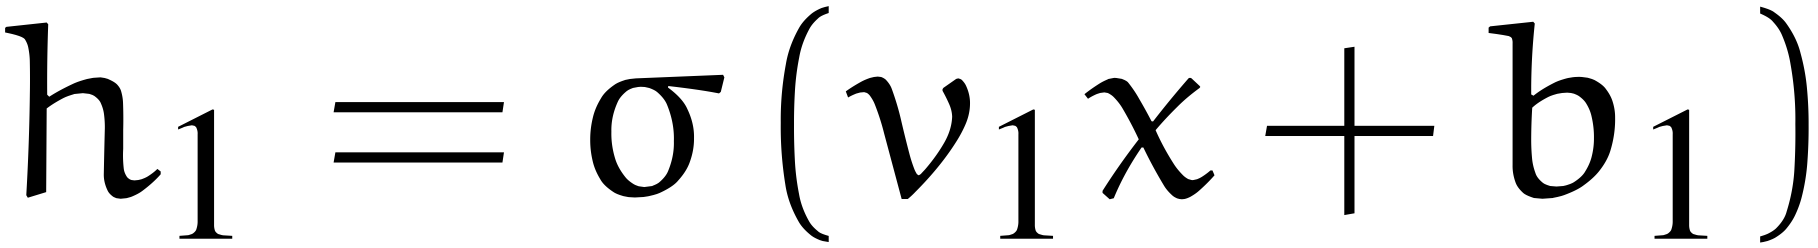 h₁ = σ(v₁x + b₁)